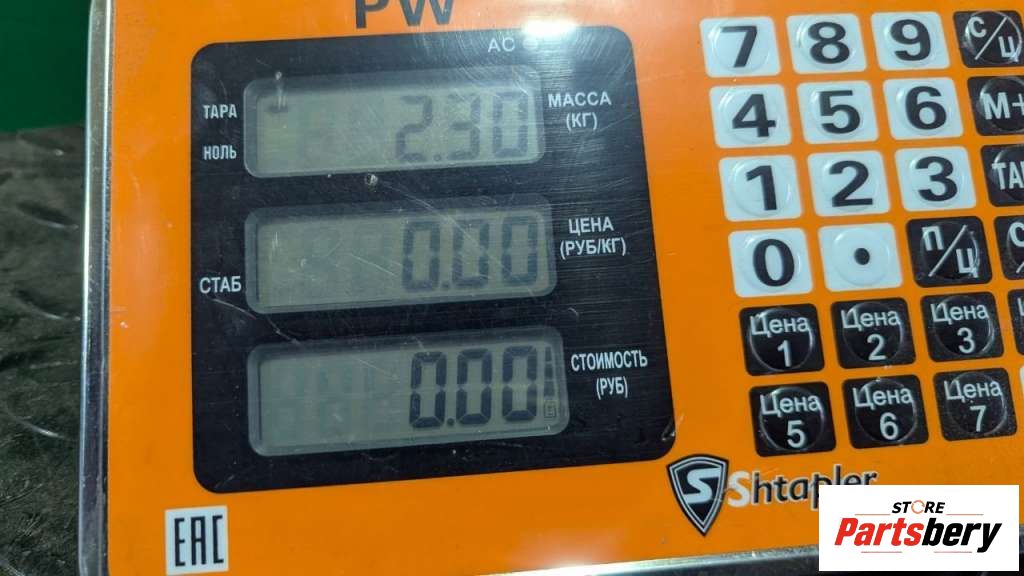 PW
AC
ТАРА
НОЛЬ
2.30
МАССА
(КГ)
СТАБ
0.00
ЦЕНА
(РУБ/КГ)
0.00
СТОИМОСТЬ
(РУБ)
7 8 9 С/Ц
4 5 6 М+
1 2 3
0 . П/Ц
Цена 1
Цена 2
Цена 3
Цена 5
Цена 6
Цена 7
EAC
S Shtapler
STORE
Partsbery